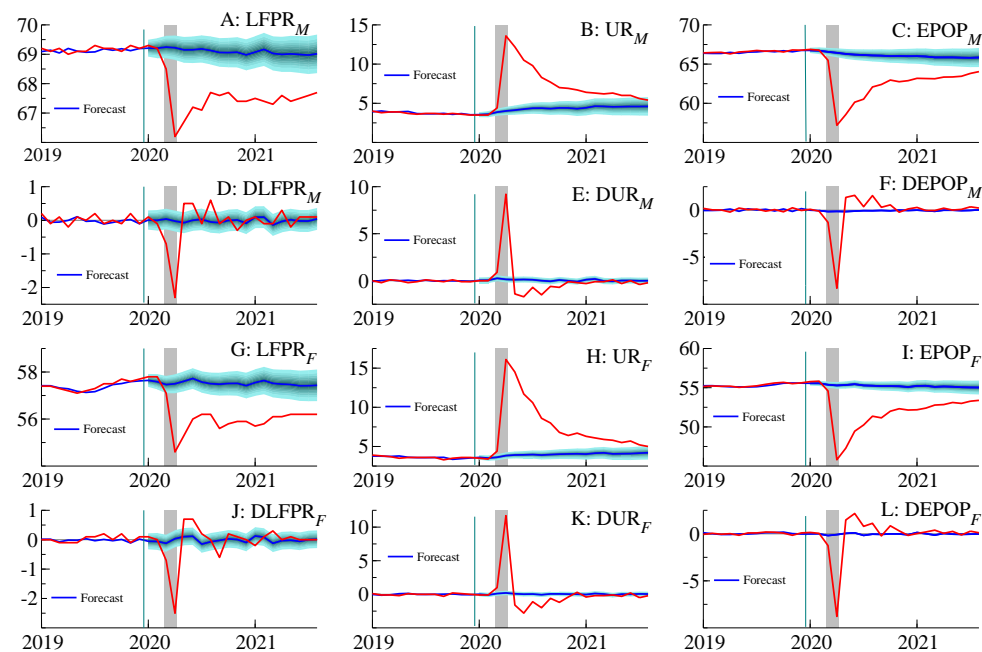 A: LFPR_M
70
69
68
67
Forecast
2019 2020 2021
B: UR_M
15
10
5
Forecast
2019 2020 2021
C: EPOP_M
70
65
60
Forecast
2019 2020 2021
D: DLFPR_M
1
0
-1
-2
Forecast
2019 2020 2021
E: DUR_M
10
5
0
Forecast
2019 2020 2021
F: DEPOP_M
0
-5
Forecast
2019 2020 2021
G: LFPR_F
58
56
Forecast
2019 2020 2021
H: UR_F
15
10
5
Forecast
2019 2020 2021
I: EPOP_F
60
55
50
Forecast
2019 2020 2021
J: DLFPR_F
1
0
-1
-2
Forecast
2019 2020 2021
K: DUR_F
10
5
0
Forecast
2019 2020 2021
L: DEPOP_F
0
-5
Forecast
2019 2020 2021